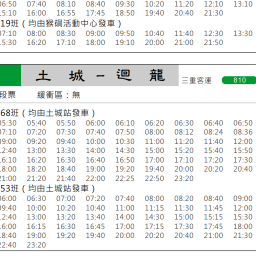 06:50 07:40 08:10 08:40 09:30 10:20 11:20 12:10 13:10
15:10 16:00 16:55 17:45 18:50 19:40 20:40 21:30
19班（均由猴硐活動中心發車）
07:10 08:00 08:30 09:00 09:50 10:40 11:40 12:30 13:30
15:30 16:20 17:10 18:00 19:10 20:00 21:00 21:50
土 城 － 迴 龍
三重客運 810
段票 緩衝區：無
68班（均由土城站發車）
05:30 05:40 05:50 06:00 06:10 06:20 06:30 06:40 06:50
07:10 07:20 07:30 07:40 07:50 08:00 08:12 08:24 08:36
09:00 09:20 09:40 10:00 10:30 11:00 11:20 11:40 12:00
12:40 13:00 13:30 14:00 14:30 15:00 15:20 15:40 15:50
16:10 16:20 16:30 16:40 16:50 17:00 17:10 17:20 17:30
18:00 18:20 18:40 19:00 19:20 19:40 20:00 20:20 20:40
21:00 21:20 21:40 22:00 22:25 22:50 23:20
53班（均由土城站發車）
06:00 06:30 07:00 07:20 07:40 08:00 08:20 08:40 09:00
09:40 10:00 10:20 10:40 11:00 11:15 11:30 11:45 12:00
12:40 13:00 13:20 13:40 14:00 14:30 15:00 15:15 15:30
16:00 16:15 16:30 16:45 17:00 17:15 17:30 17:45 18:00
18:40 19:00 19:20 19:40 20:00 20:20 20:40 21:00 21:30
22:40 23:20